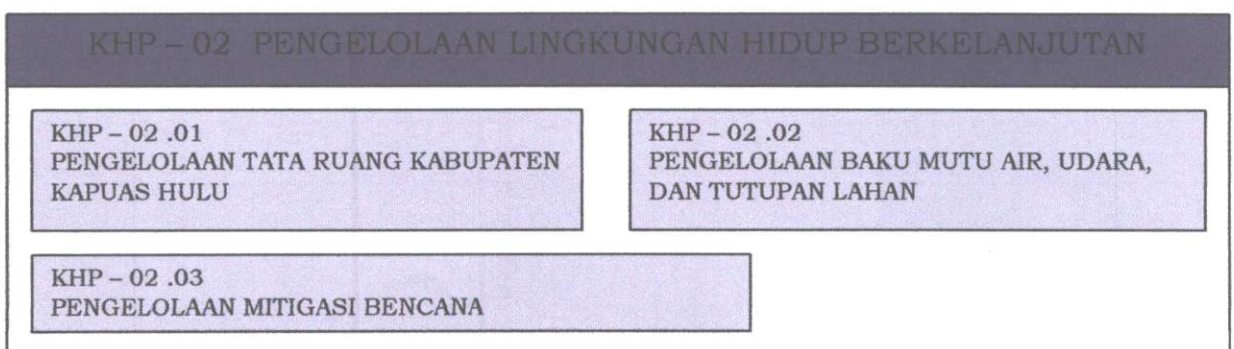 KHP – 02 PENGELOLAAN LINGKUNGAN HIDUP BERKELANJUTAN
KHP – 02 .01
PENGELOLAAN TATA RUANG KABUPATEN
KAPUAS HULU
KHP – 02 .02
PENGELOLAAN BAKU MUTU AIR, UDARA,
DAN TUTUPAN LAHAN
KHP – 02 .03
PENGELOLAAN MITIGASI BENCANA